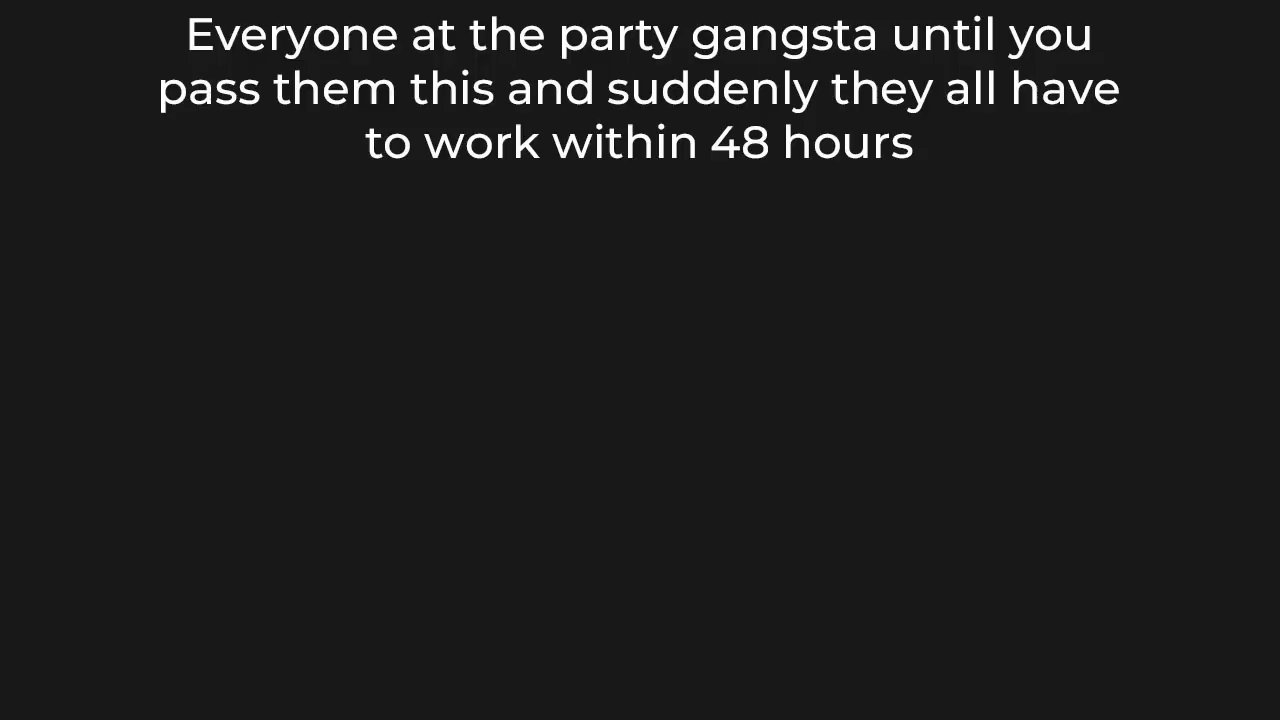 Everyone at the party gangsta until you
pass them this and suddenly they all have
to work within 48 hours